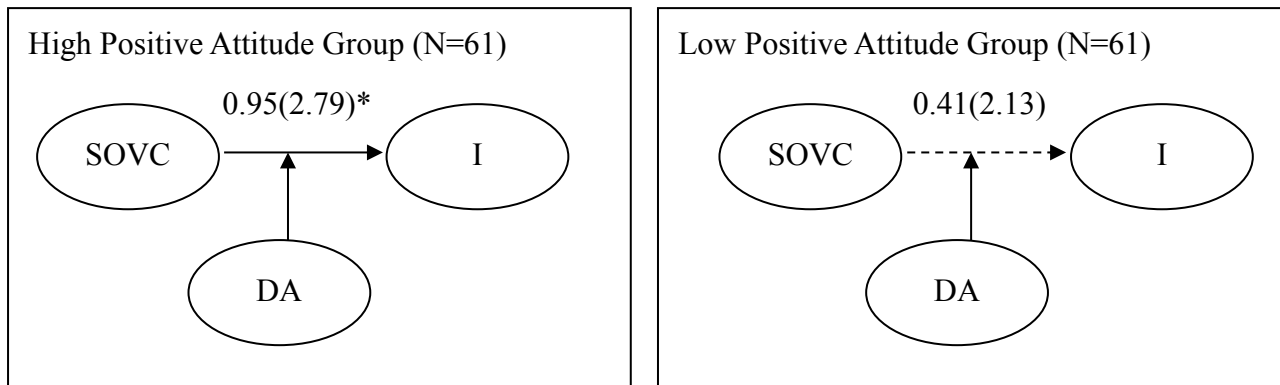 High Positive Attitude Group (N=61)
0.95(2.79)*
SOVC
I
DA
Low Positive Attitude Group (N=61)
0.41(2.13)
SOVC
I
DA